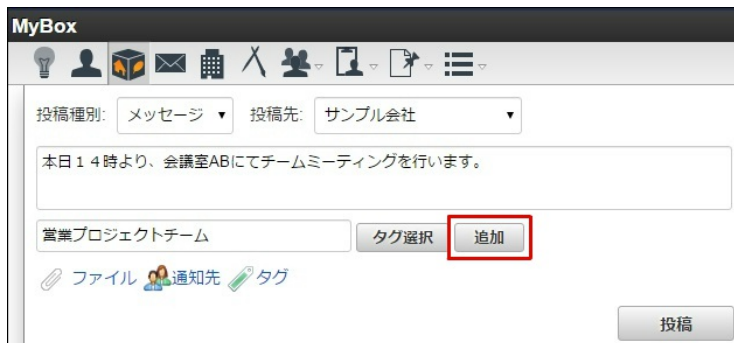 MyBox
投稿種別: メッセージ 投稿先: サンプル会社
本日１４時より、会議室ABにてチームミーティングを行います。
営業プロジェクトチーム タグ選択 追加
ファイル 通知先 タグ
投稿